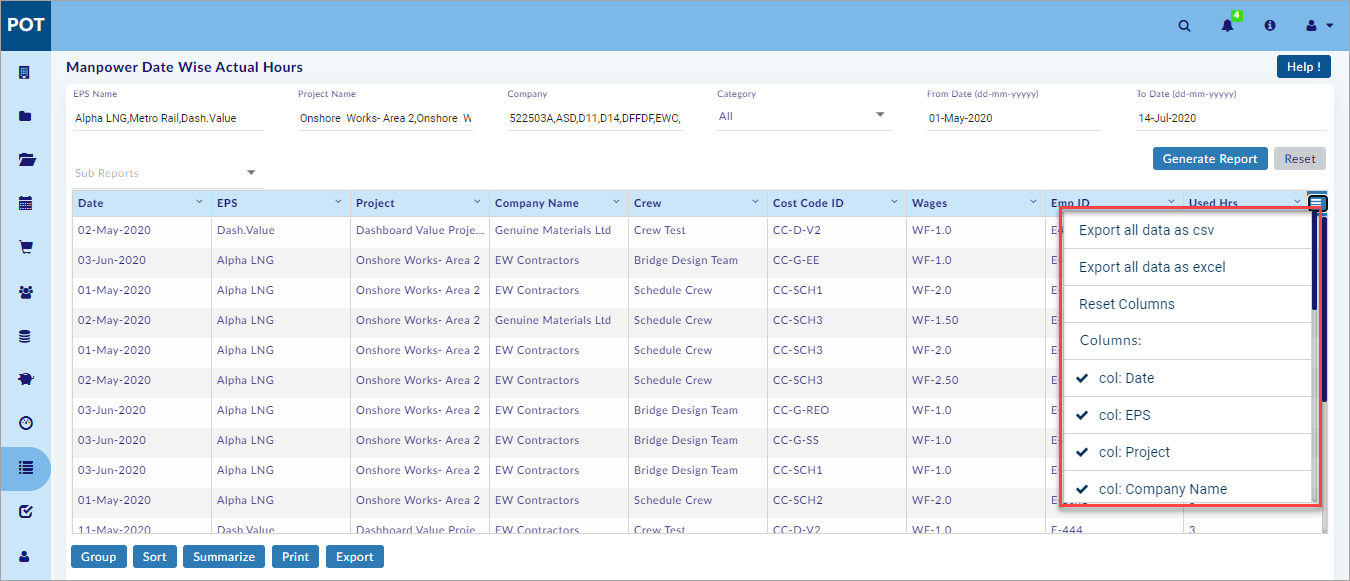 POT
4
Manpower Date Wise Actual Hours
Help !
EPS Name Project Name Company Category From Date (dd-mm-yyyyy) To Date (dd-mm-yyyyy)
Alpha LNG,Metro Rail,Dash.Value Onshore Works- Area 2,Onshore W 522503A,ASD,D11,D14,DFFDF,EWC, All 01-May-2020 14-Jul-2020
Generate Report Reset
Sub Reports
Date EPS Project Company Name Crew Cost Code ID Wages Emp ID Used Hrs
02-May-2020 Dash.Value Dashboard Value Proje... Genuine Materials Ltd Crew Test CC-D-V2 WF-1.0
03-Jun-2020 Alpha LNG Onshore Works- Area 2 EW Contractors Bridge Design Team CC-G-EE WF-1.0
01-May-2020 Alpha LNG Onshore Works- Area 2 EW Contractors Schedule Crew CC-SCH1 WF-2.0
02-May-2020 Alpha LNG Onshore Works- Area 2 Genuine Materials Ltd Schedule Crew CC-SCH3 WF-1.50
01-May-2020 Alpha LNG Onshore Works- Area 2 EW Contractors Schedule Crew CC-SCH3 WF-2.0
02-May-2020 Alpha LNG Onshore Works- Area 2 EW Contractors Schedule Crew CC-SCH3 WF-2.50
03-Jun-2020 Alpha LNG Onshore Works- Area 2 EW Contractors Bridge Design Team CC-G-REO WF-1.0
03-Jun-2020 Alpha LNG Onshore Works- Area 2 EW Contractors Bridge Design Team CC-G-SS WF-1.0
03-Jun-2020 Alpha LNG Onshore Works- Area 2 EW Contractors Bridge Design Team CC-SCH1 WF-1.0
01-May-2020 Alpha LNG Onshore Works- Area 2 EW Contractors Schedule Crew CC-SCH2 WF-2.0
11-May-2020 Dash.Value Dashboard Value Proje... Genuine Materials Ltd Crew Test CC-D-V2 WF-1.0 E-444 3
Export all data as csv
Export all data as excel
Reset Columns
Columns:
col: Date
col: EPS
col: Project
col: Company Name
Group Sort Summarize Print Export